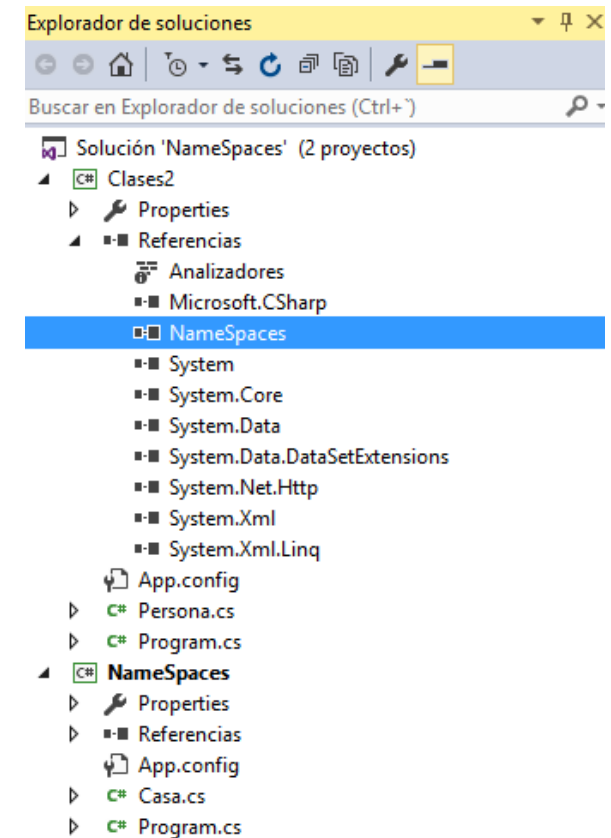 Explorador de soluciones
Buscar en Explorador de soluciones (Ctrl+`)
Solución 'NameSpaces' (2 proyectos)
C# Clases2
Properties
Referencias
Analizadores
Microsoft.CSharp
NameSpaces
System
System.Core
System.Data
System.Data.DataSetExtensions
System.Net.Http
System.Xml
System.Xml.Linq
App.config
C# Persona.cs
C# Program.cs
C# NameSpaces
Properties
Referencias
App.config
C# Casa.cs
C# Program.cs